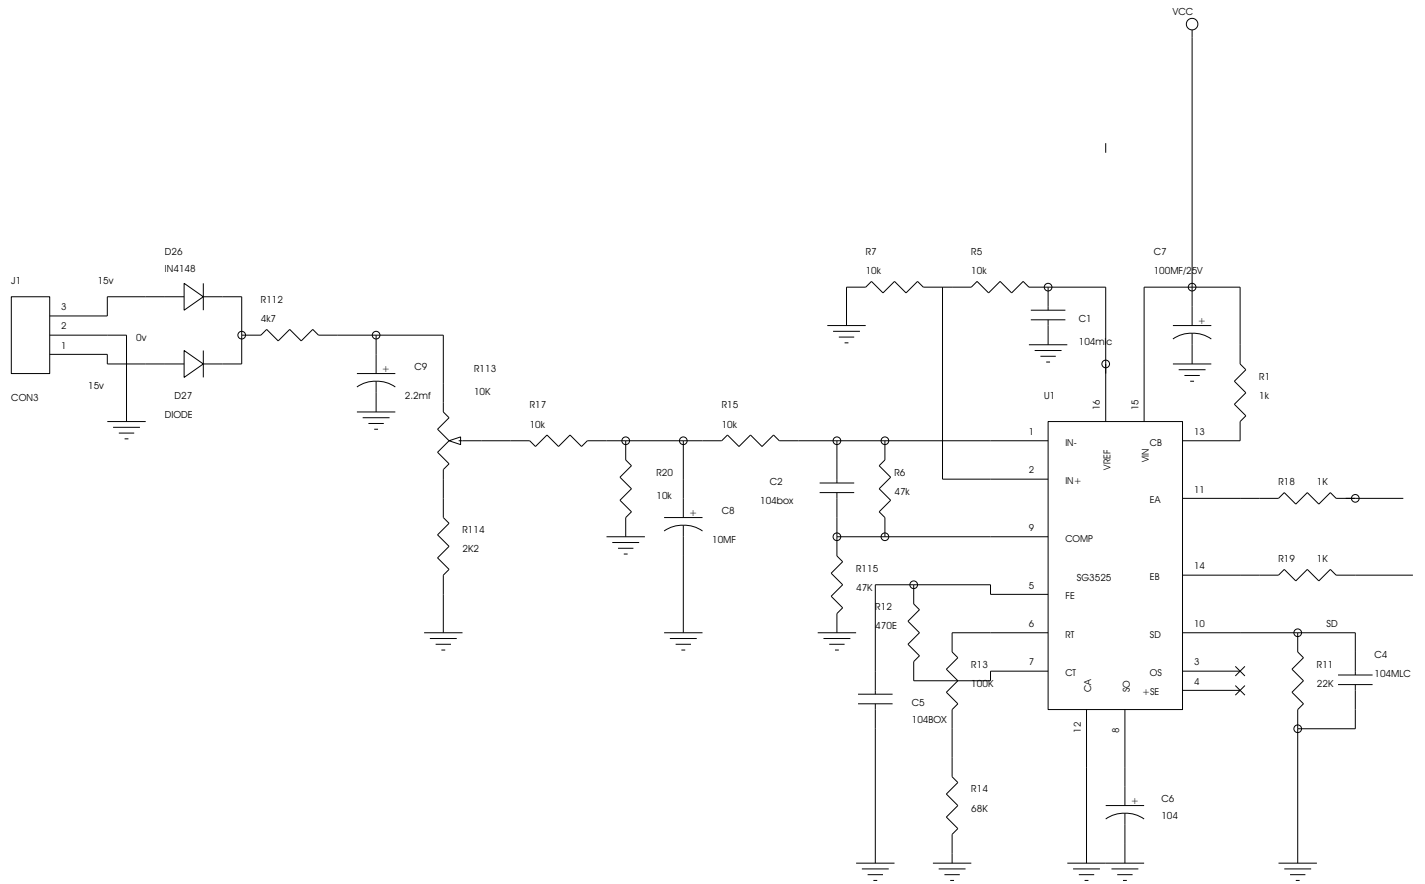 VCC
D26
IN4148
J1
15v
3
2
1
0v
15v
CON3
D27
DIODE
R112
4k7
C9
2.2mf
+
R113
10K
R114
2K2
R17
10k
R20
10k
C8
10MF
+
R15
10k
C2
104box
R6
47k
R115
47K
R12
470E
R7
10k
R5
10k
C1
104mic
C7
100MF/25V
+
R1
1k
U1
16
15
1
2
9
5
6
7
IN-
IN+
COMP
FE
RT
CT
VREF
VIN
CB
EA
SG3525
EB
SD
OS
+SE
CA
SO
13
11
14
10
3
4
12
8
R18
1K
R19
1K
SD
R11
22K
C4
104MLC
R13
100K
C5
104BOX
R14
68K
C6
104
+